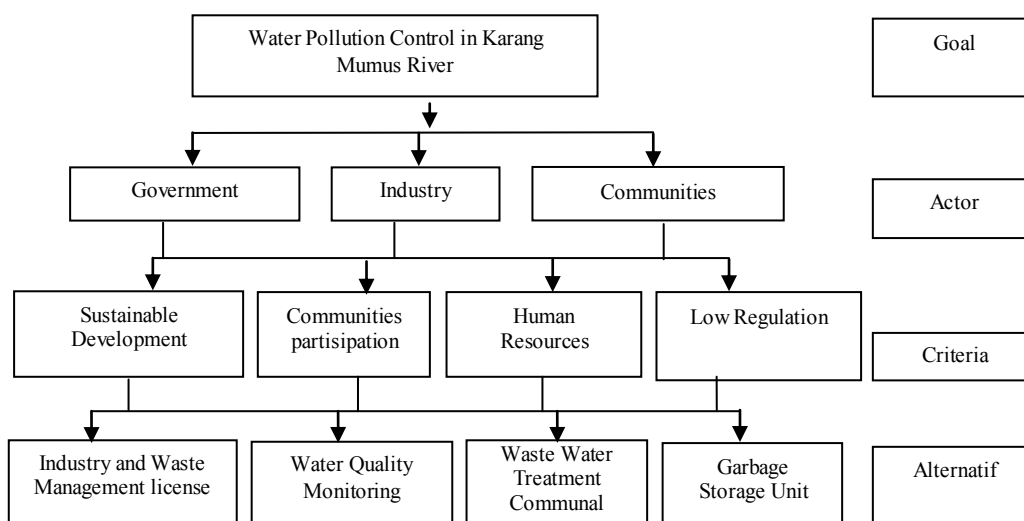 Water Pollution Control in Karang
Mumus River
Goal
Government
Industry
Communities
Actor
Sustainable
Development
Communities
partisipation
Human
Resources
Low Regulation
Criteria
Industry and Waste
Management license
Water Quality
Monitoring
Waste Water
Treatment
Communal
Garbage
Storage Unit
Alternatif